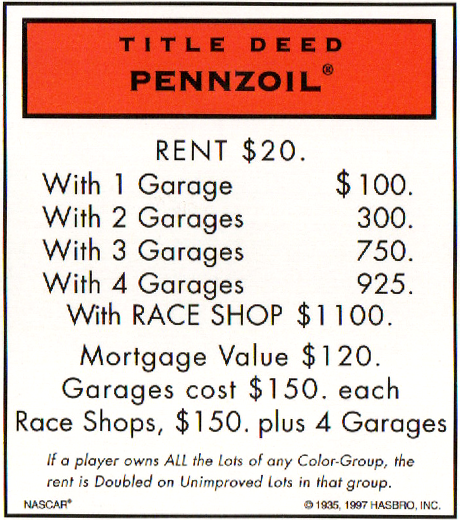 TITLE DEED
PENNZOIL®
RENT $20.
With 1 Garage $100.
With 2 Garages 300.
With 3 Garages 750.
With 4 Garages 925.
With RACE SHOP $1100.
Mortgage Value $120.
Garages cost $150. each
Race Shops, $150. plus 4 Garages
If a player owns ALL the Lots of any Color-Group, the
rent is Doubled on Unimproved Lots in that group.
NASCAR® © 1935, 1997 HASBRO, INC.